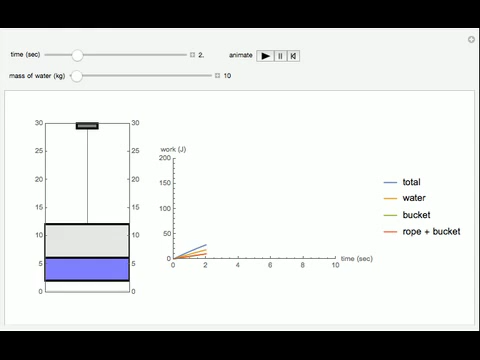 time (sec) 2. animate
mass of water (kg) 10
30 30
25 25
20 20
15 15
10 10
5 5
0 0
work (J)
200
150
100
50
0
0 2 4 6 8 10
time (sec)
total
water
bucket
rope + bucket